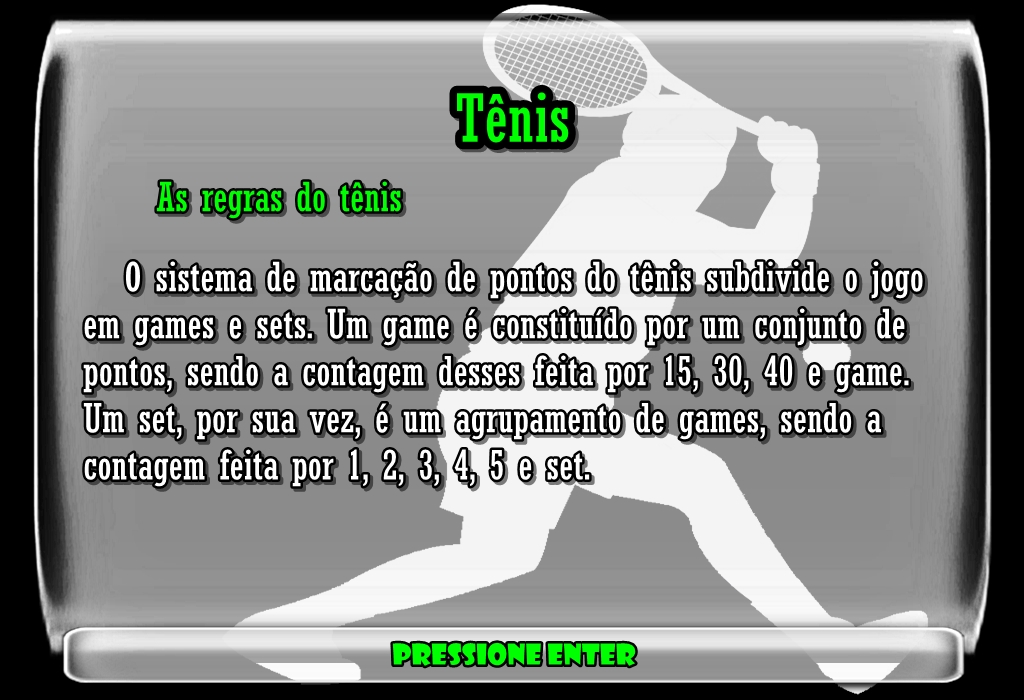 Tênis
As regras do tênis
O sistema de marcação de pontos do tênis subdivide o jogo
em games e sets. Um game é constituído por um conjunto de
pontos, sendo a contagem desses feita por 15, 30, 40 e game.
Um set, por sua vez, é um agrupamento de games, sendo a
contagem feita por 1, 2, 3, 4, 5 e set.
PRESSIONE ENTER